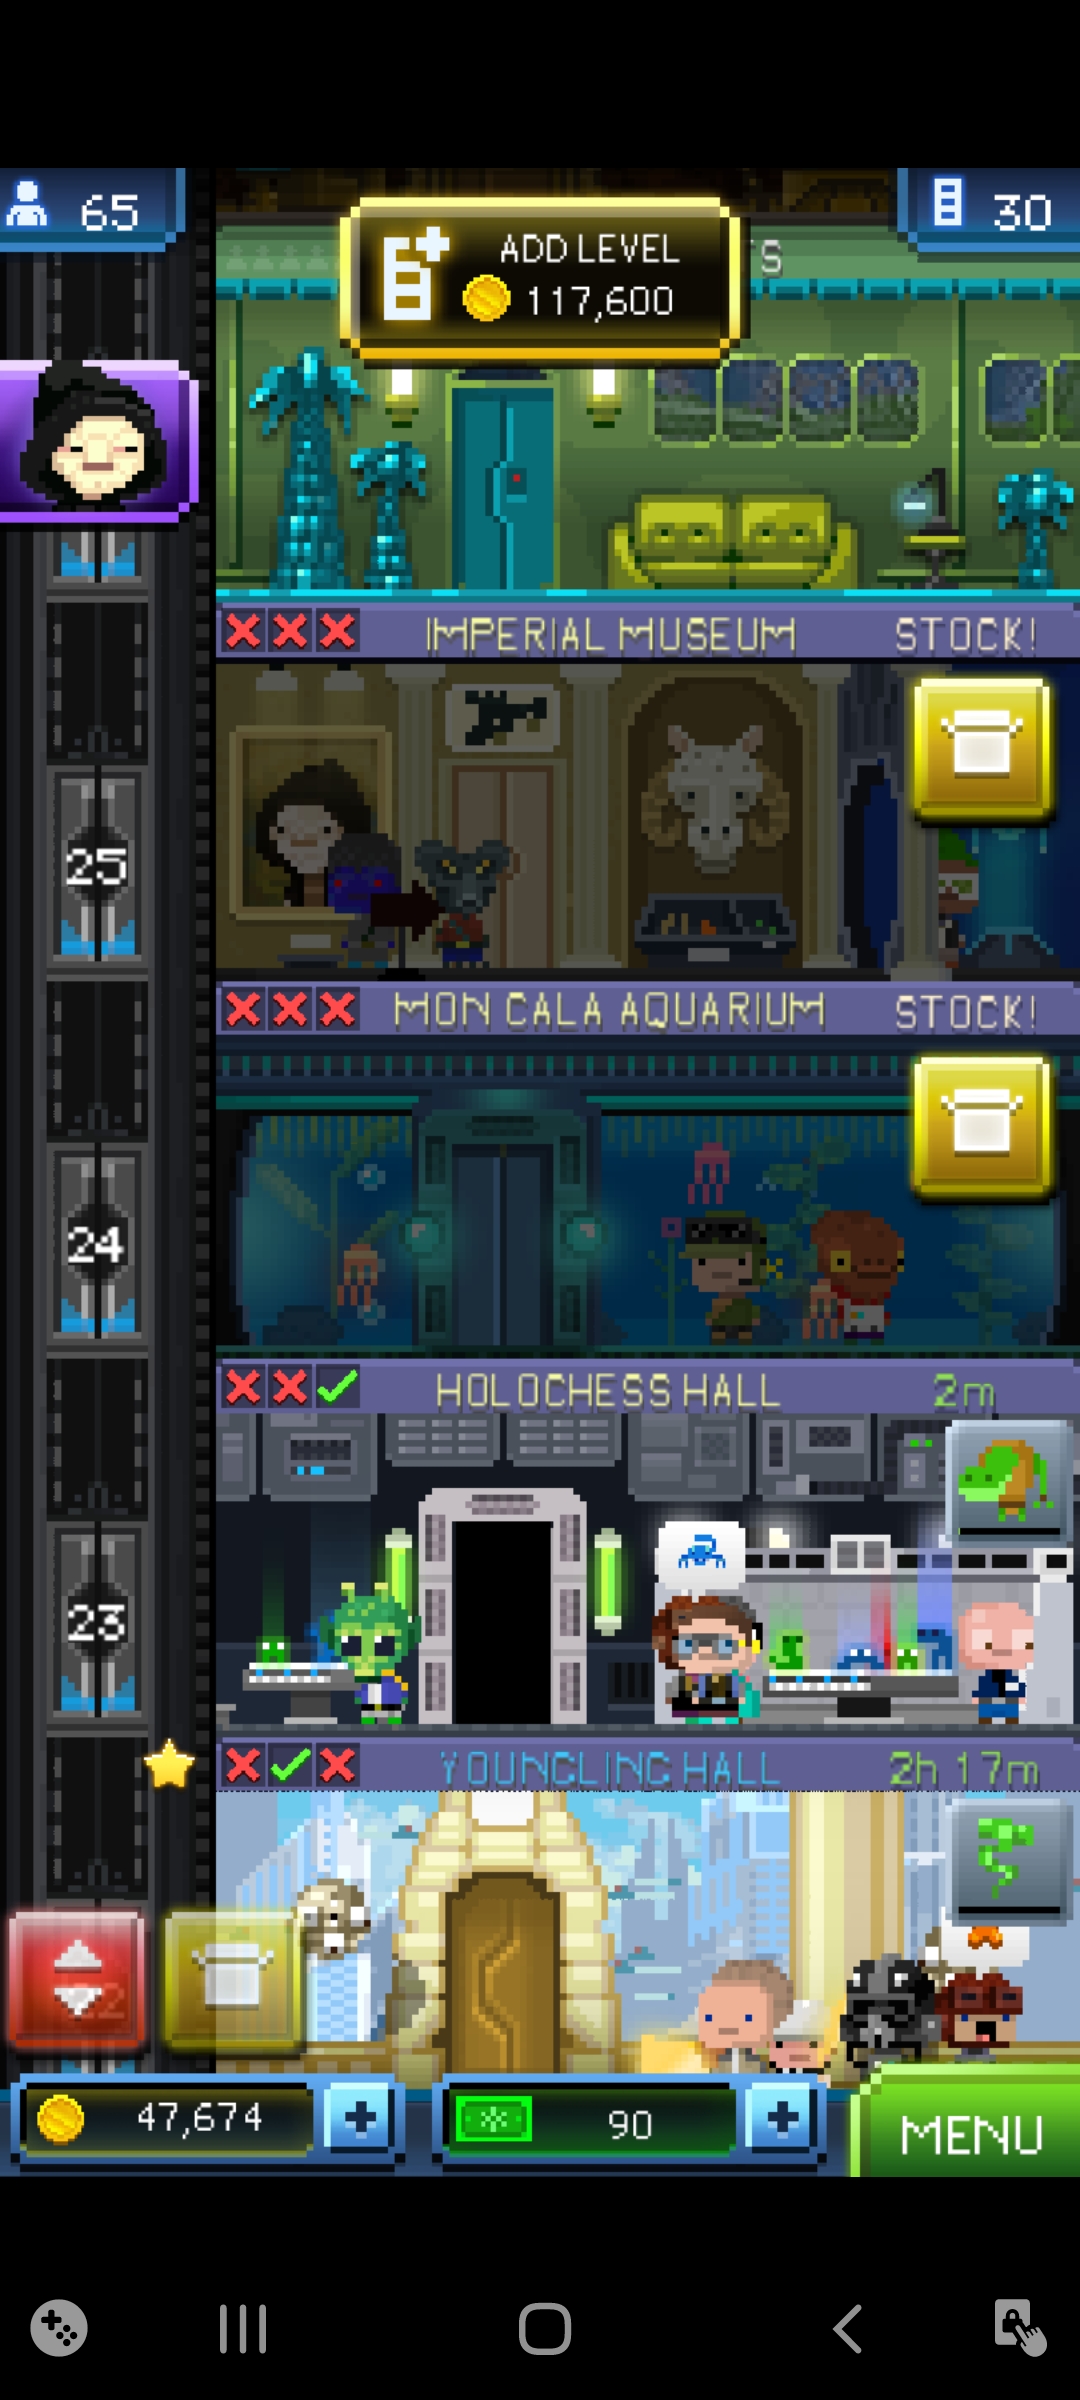 65
ADD LEVEL
117,600
S
30
IMPERIAL MUSEUM
STOCK!
25
MON CALA AQUARIUM
STOCK!
24
HOLOCHESS HALL
2m
23
YOUNGLING HALL
2h 17m
47,674
90
MENU